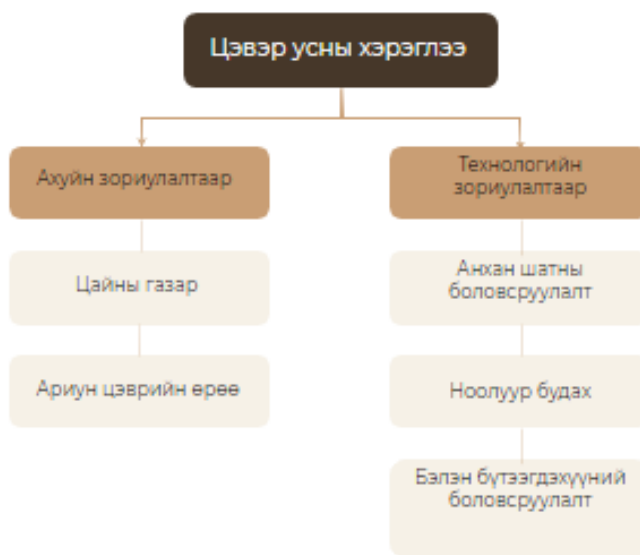 Цэвэр усны хэрэглээ
Ахуйн зориулалтаар
Технологийн
зориулалтаар
Цайны газар
Анхан шатны
боловсруулалт
Ариун цэврийн өрөө
Ноолуур будах
Бэлэн бүтээгдэхүүний
боловсруулалт